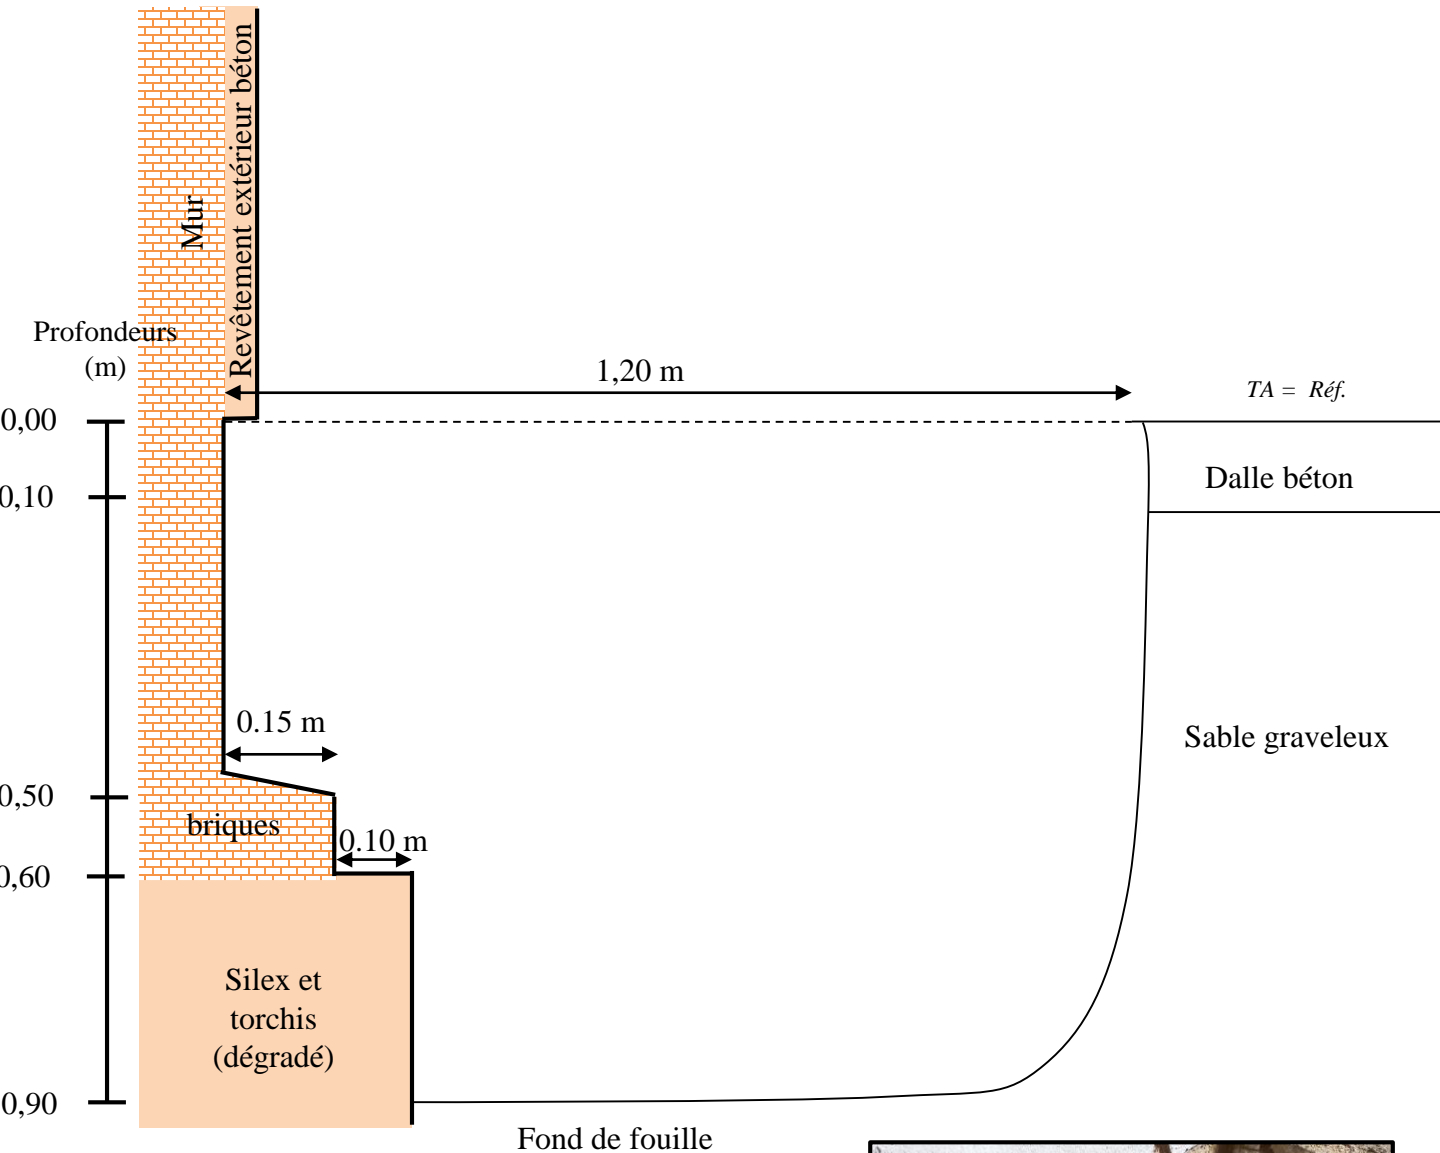 Revêtement extérieur béton
Mur
Profondeurs
(m)
1,20 m
TA = Réf.
0,00
Dalle béton
0,10
0.15 m
Sable graveleux
0,50
briques
0.10 m
0,60
Silex et
torchis
(dégradé)
0,90
Fond de fouille